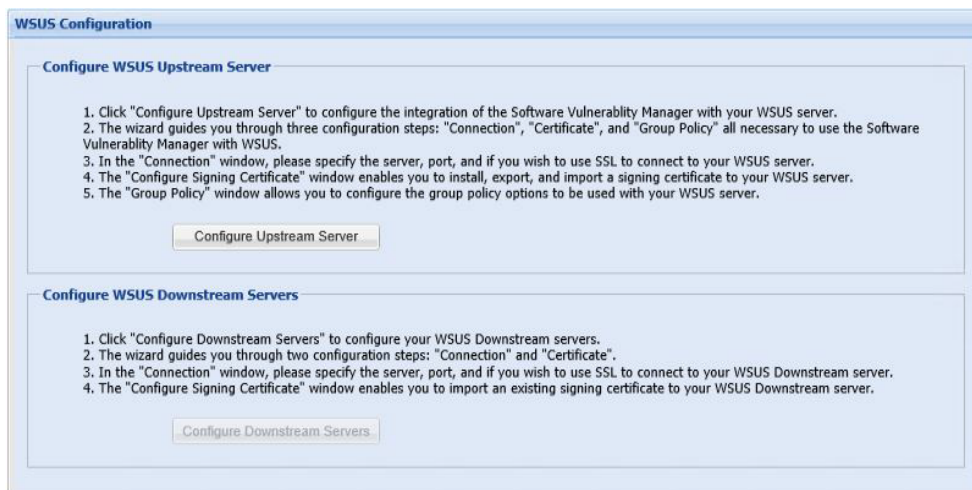 WSUS Configuration
Configure WSUS Upstream Server
1. Click "Configure Upstream Server" to configure the integration of the Software Vulnerablity Manager with your WSUS server.
2. The wizard guides you through three configuration steps: "Connection", "Certificate", and "Group Policy" all necessary to use the Software
Vulnerablity Manager with WSUS.
3. In the "Connection" window, please specify the server, port, and if you wish to use SSL to connect to your WSUS server.
4. The "Configure Signing Certificate" window enables you to install, export, and import a signing certificate to your WSUS server.
5. The "Group Policy" window allows you to configure the group policy options to be used with your WSUS server.
Configure Upstream Server
Configure WSUS Downstream Servers
1. Click "Configure Downstream Servers" to configure your WSUS Downstream servers.
2. The wizard guides you through two configuration steps: "Connection" and "Certificate".
3. In the "Connection" window, please specify the server, port, and if you wish to use SSL to connect to your WSUS Downstream server.
4. The "Configure Signing Certificate" window enables you to import an existing signing certificate to your WSUS Downstream server.
Configure Downstream Servers